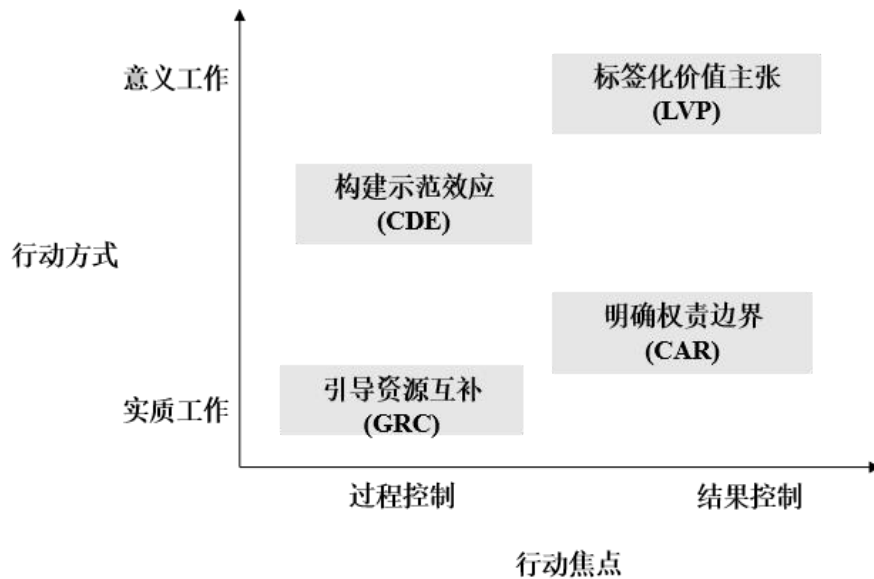 意义工作
标签化价值主张
(LVP)
构建示范效应
(CDE)
行动方式
明确权责边界
(CAR)
引导资源互补
(GRC)
实质工作
过程控制
结果控制
行动焦点